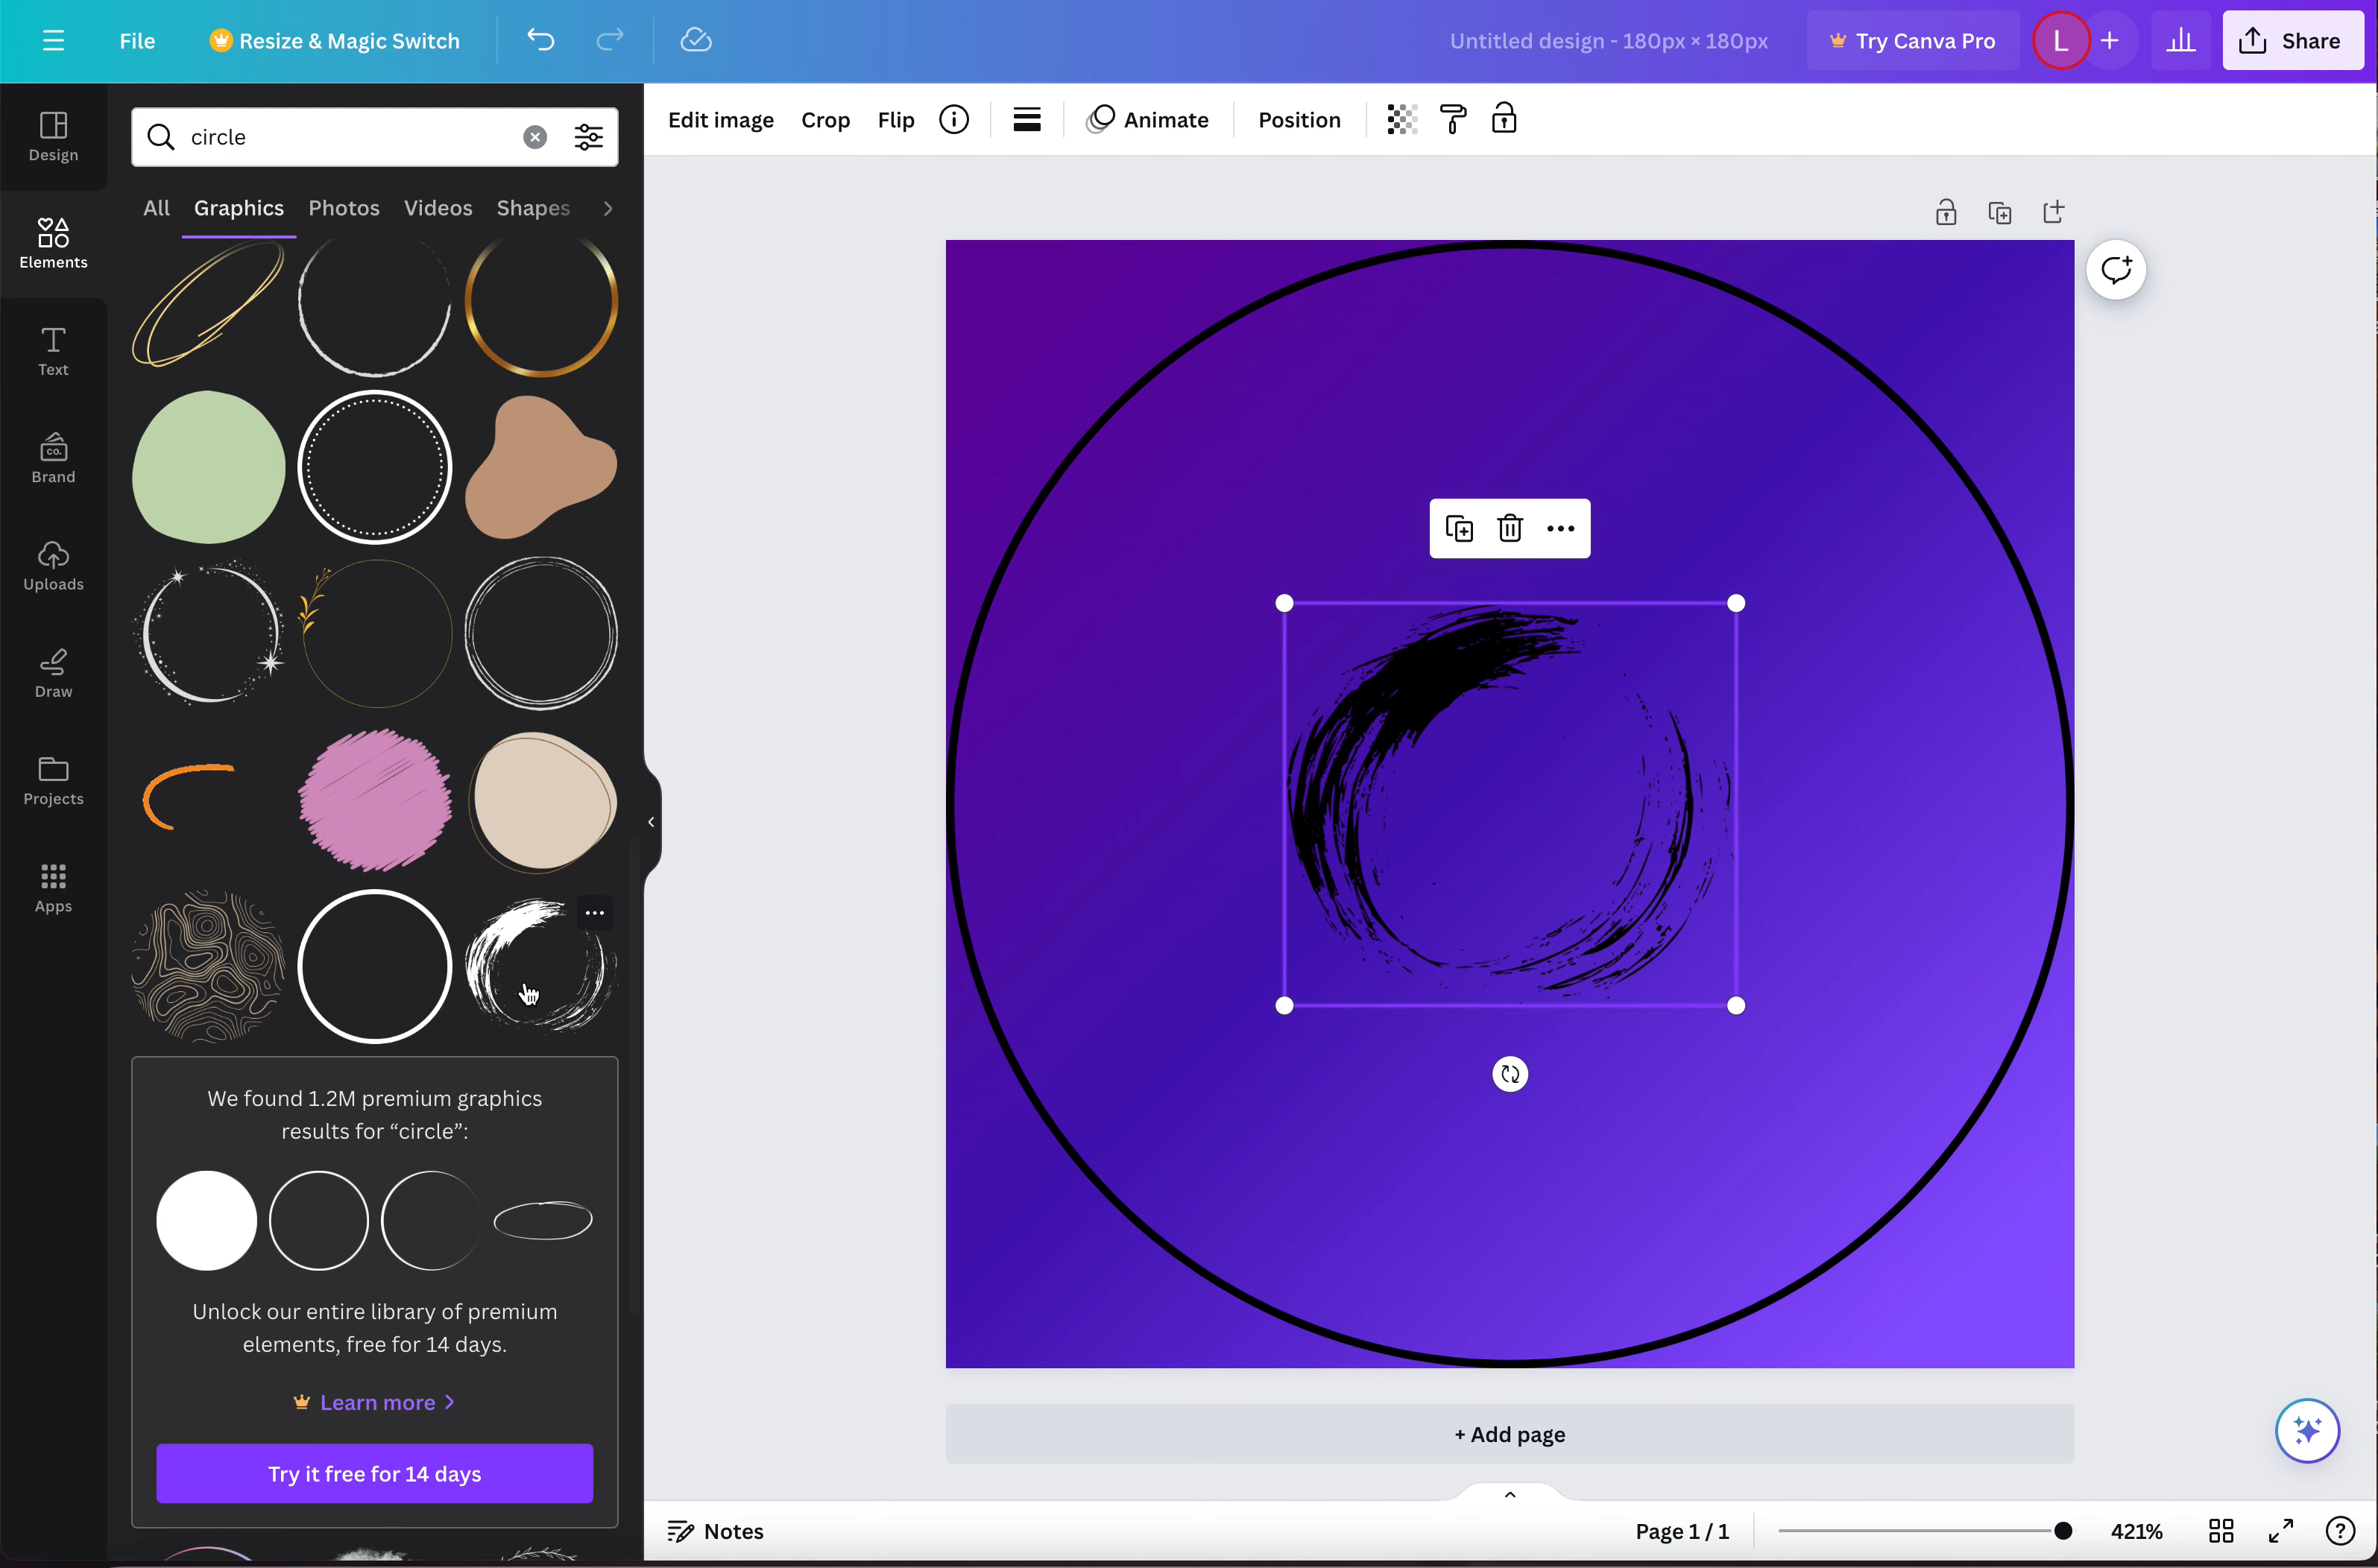 File
Resize & Magic Switch
Untitled design - 180px × 180px
Try Canva Pro
L
Share
Design
Elements
Text
CO.
Brand
Uploads
Draw
Projects
Apps
circle
All Graphics Photos Videos Shapes
Edit image Crop Flip Animate Position
We found 1.2M premium graphics
results for “circle”:
Unlock our entire library of premium
elements, free for 14 days.
Learn more
Try it free for 14 days
+ Add page
Notes
Page 1 / 1
421%